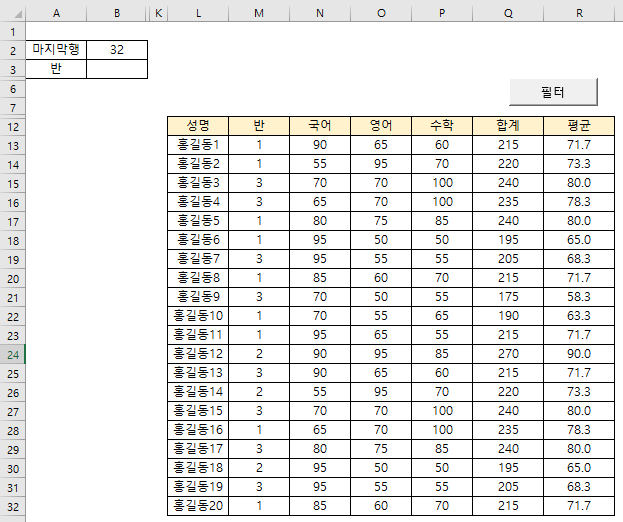 A B K L M N O P Q R
1
2 마지막행 32
3 반
6 필터
7
12 성명 반 국어 영어 수학 합계 평균
13 홍길동1 1 90 65 60 215 71.7
14 홍길동2 1 55 95 70 220 73.3
15 홍길동3 3 70 70 100 240 80.0
16 홍길동4 3 65 70 100 235 78.3
17 홍길동5 1 80 75 85 240 80.0
18 홍길동6 1 95 50 50 195 65.0
19 홍길동7 3 95 55 55 205 68.3
20 홍길동8 1 85 60 70 215 71.7
21 홍길동9 3 70 50 55 175 58.3
22 홍길동10 1 70 55 65 190 63.3
23 홍길동11 1 95 65 55 215 71.7
24 홍길동12 2 90 95 85 270 90.0
25 홍길동13 3 90 65 60 215 71.7
26 홍길동14 2 55 95 70 220 73.3
27 홍길동15 3 70 70 100 240 80.0
28 홍길동16 1 65 70 100 235 78.3
29 홍길동17 3 80 75 85 240 80.0
30 홍길동18 2 95 50 50 195 65.0
31 홍길동19 3 95 55 55 205 68.3
32 홍길동20 1 85 60 70 215 71.7